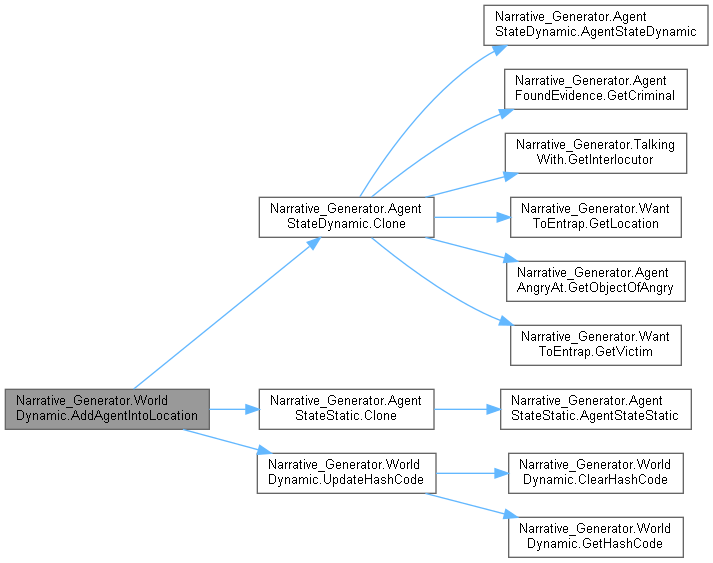 Narrative_Generator.Agent
StateDynamic.AgentStateDynamic
Narrative_Generator.Agent
FoundEvidence.GetCriminal
Narrative_Generator.Talking
With.GetInterlocutor
Narrative_Generator.Agent
StateDynamic.Clone
Narrative_Generator.Want
ToEntrap.GetLocation
Narrative_Generator.Agent
AngryAt.GetObjectOfAngry
Narrative_Generator.Want
ToEntrap.GetVictim
Narrative_Generator.World
Dynamic.AddAgentIntoLocation
Narrative_Generator.Agent
StateStatic.Clone
Narrative_Generator.Agent
StateStatic.AgentStateStatic
Narrative_Generator.World
Dynamic.UpdateHashCode
Narrative_Generator.World
Dynamic.ClearHashCode
Narrative_Generator.World
Dynamic.GetHashCode